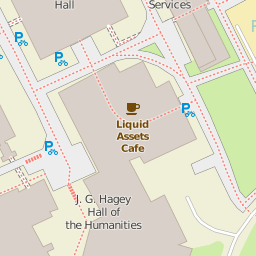 Hall
Services
Liquid
Assets
Cafe
J. G. Hagey
Hall of
the Humanities